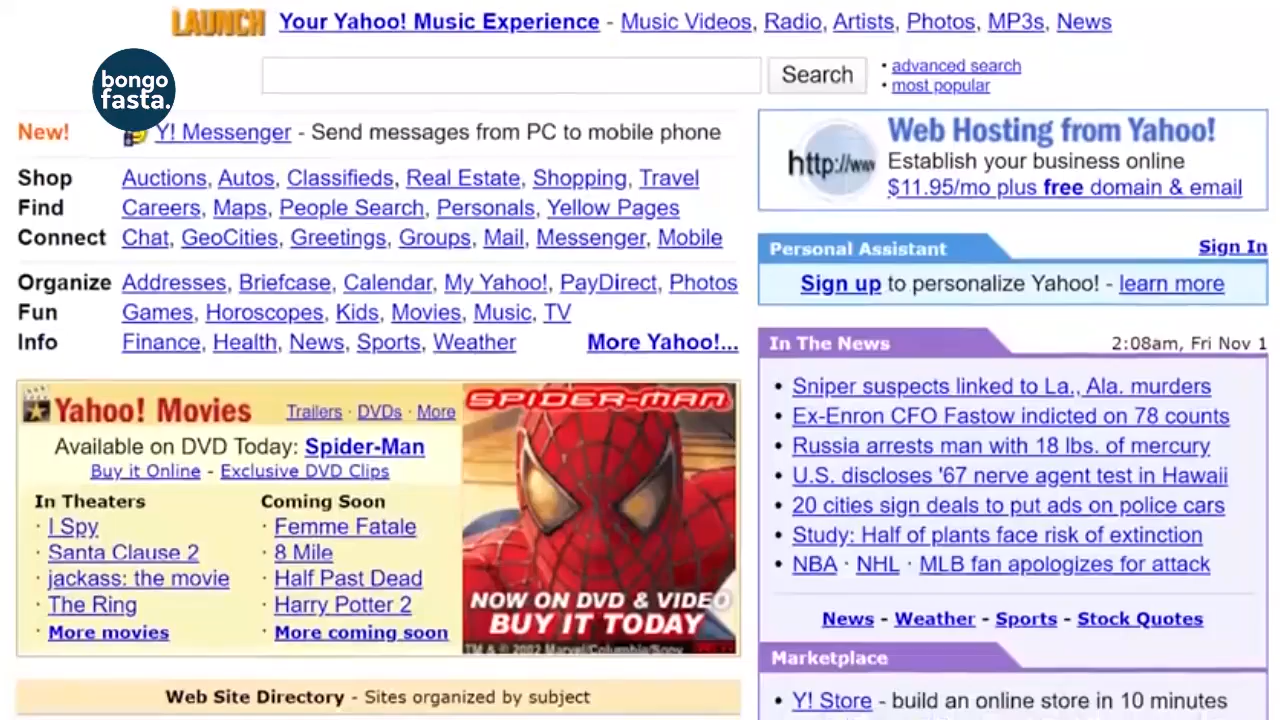 LAUNCH Your Yahoo! Music Experience - Music Videos, Radio, Artists, Photos, MP3s, News
bongo
fasta.
Search
• advanced search
• most popular
New! Y! Messenger - Send messages from PC to mobile phone
Shop Auctions, Autos, Classifieds, Real Estate, Shopping, Travel
Find Careers, Maps, People Search, Personals, Yellow Pages
Connect Chat, GeoCities, Greetings, Groups, Mail, Messenger, Mobile
Organize Addresses, Briefcase, Calendar, My Yahoo!, PayDirect, Photos
Fun Games, Horoscopes, Kids, Movies, Music, TV
Info Finance, Health, News, Sports, Weather More Yahoo!...
Yahoo! Movies Trailers · DVDs · More
Available on DVD Today: Spider-Man
Buy it Online - Exclusive DVD Clips
In Theaters
· I Spy
· Santa Clause 2
· jackass: the movie
· The Ring
· More movies
Coming Soon
· Femme Fatale
· 8 Mile
· Half Past Dead
· Harry Potter 2
· More coming soon
SPIDER-MAN
NOW ON DVD & VIDEO
BUY IT TODAY
TM & © 2002 Marvel/Columbia/Sony
Web Site Directory - Sites organized by subject
http://www
Web Hosting from Yahoo!
Establish your business online
$11.95/mo plus free domain & email
Personal Assistant Sign In
Sign up to personalize Yahoo! - learn more
In The News 2:08am, Fri Nov 1
• Sniper suspects linked to La., Ala. murders
• Ex-Enron CFO Fastow indicted on 78 counts
• Russia arrests man with 18 lbs. of mercury
• U.S. discloses '67 nerve agent test in Hawaii
• 20 cities sign deals to put ads on police cars
• Study: Half of plants face risk of extinction
• NBA · NHL · MLB fan apologizes for attack
News - Weather - Sports - Stock Quotes
Marketplace
• Y! Store - build an online store in 10 minutes